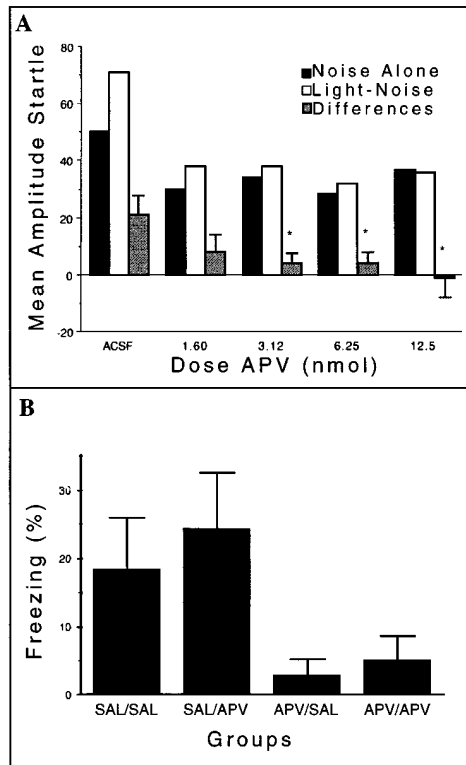 A
Mean Amplitude Startle
80
60
40
20
0
-20
Noise Alone
Light-Noise
Differences
*
*
*
ACSF 1.60 3.12 6.25 12.5
Dose APV (nmol)
B
Freezing (%)
30
20
10
0
SAL/SAL SAL/APV APV/SAL APV/APV
Groups